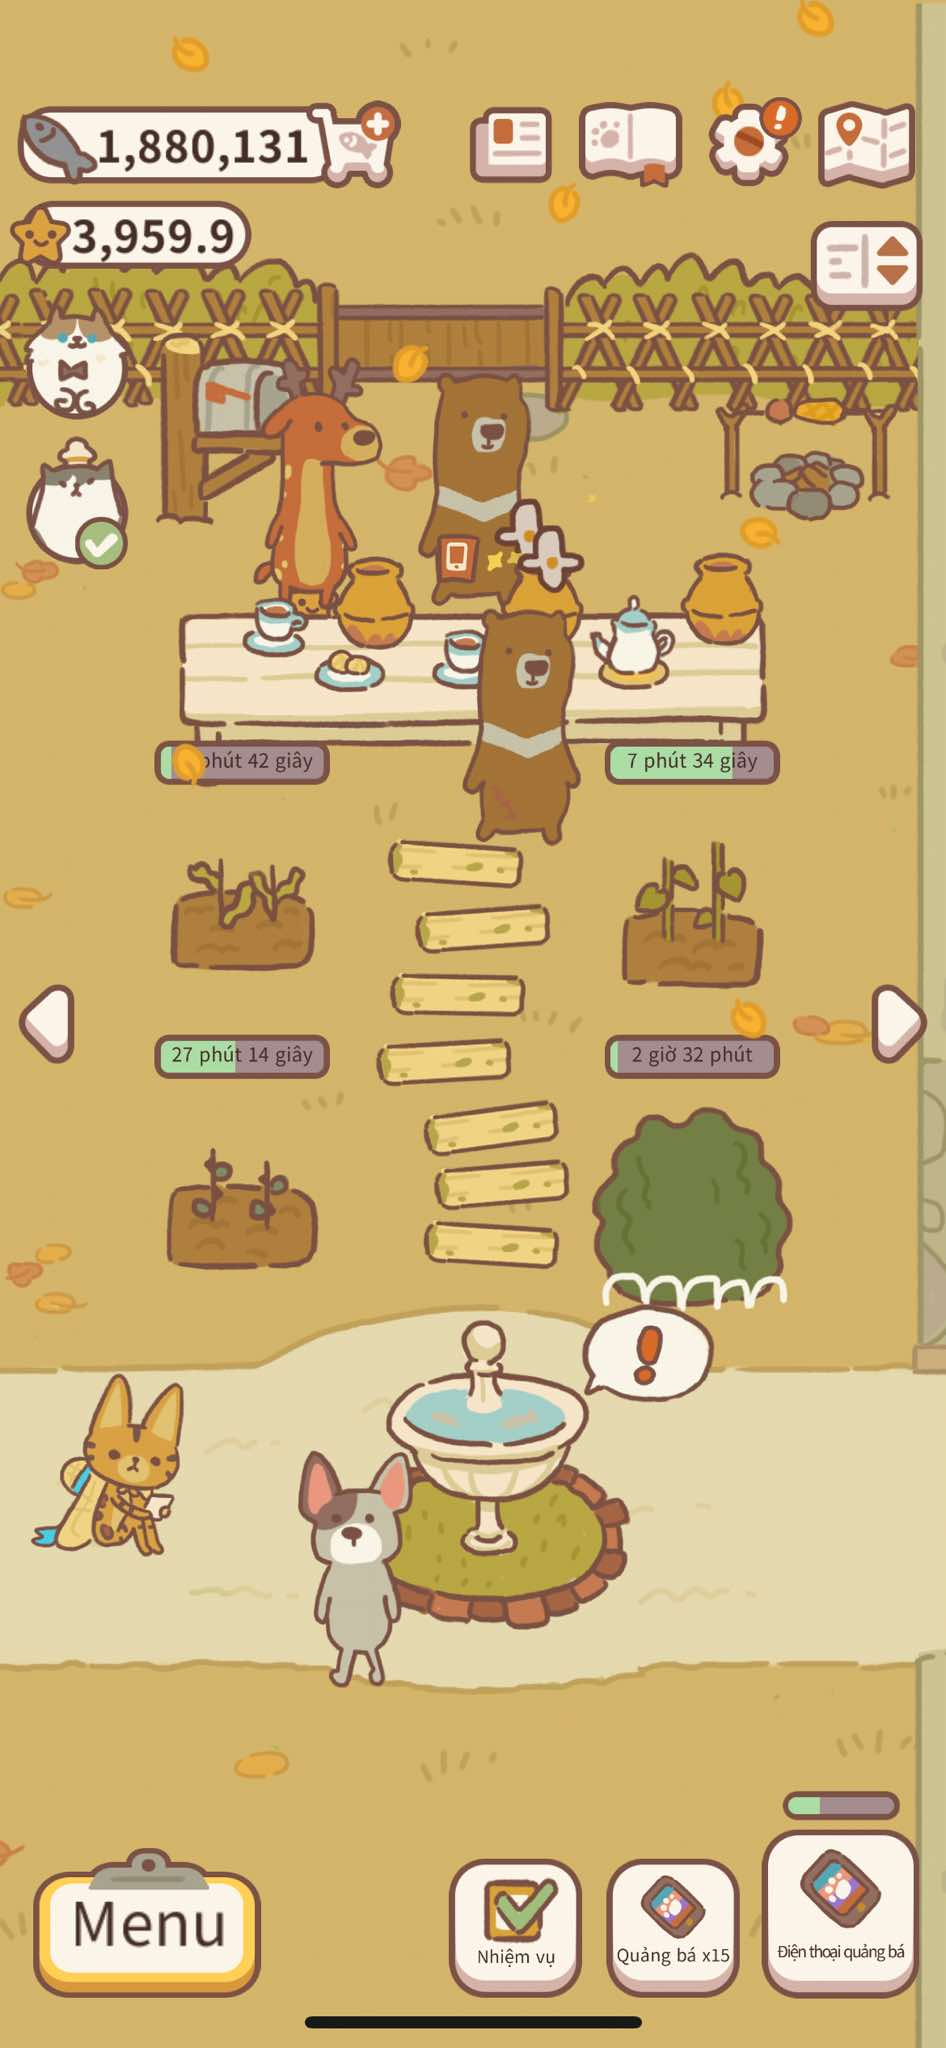 1,880,131
3,959.9
phút 42 giây
7 phút 34 giây
27 phút 14 giây
2 giờ 32 phút
!
Menu
Nhiệm vụ
Quảng bá x15
Điện thoại quảng bá